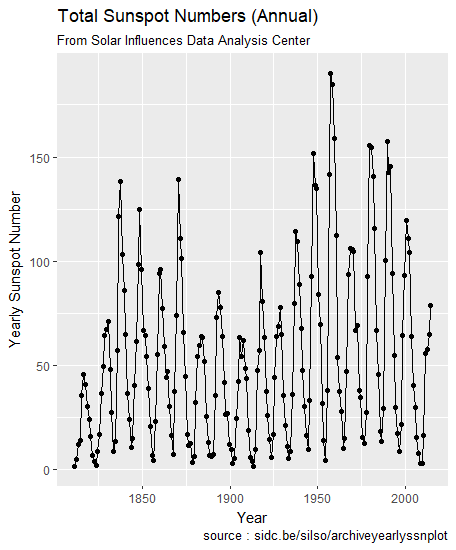 Total Sunspot Numbers (Annual)
From Solar Influences Data Analysis Center
Yearly Sunspot Number
150
100
50
0
1850 1900 1950 2000
Year
source : sidc.be/silso/archiveyearlyssnplot